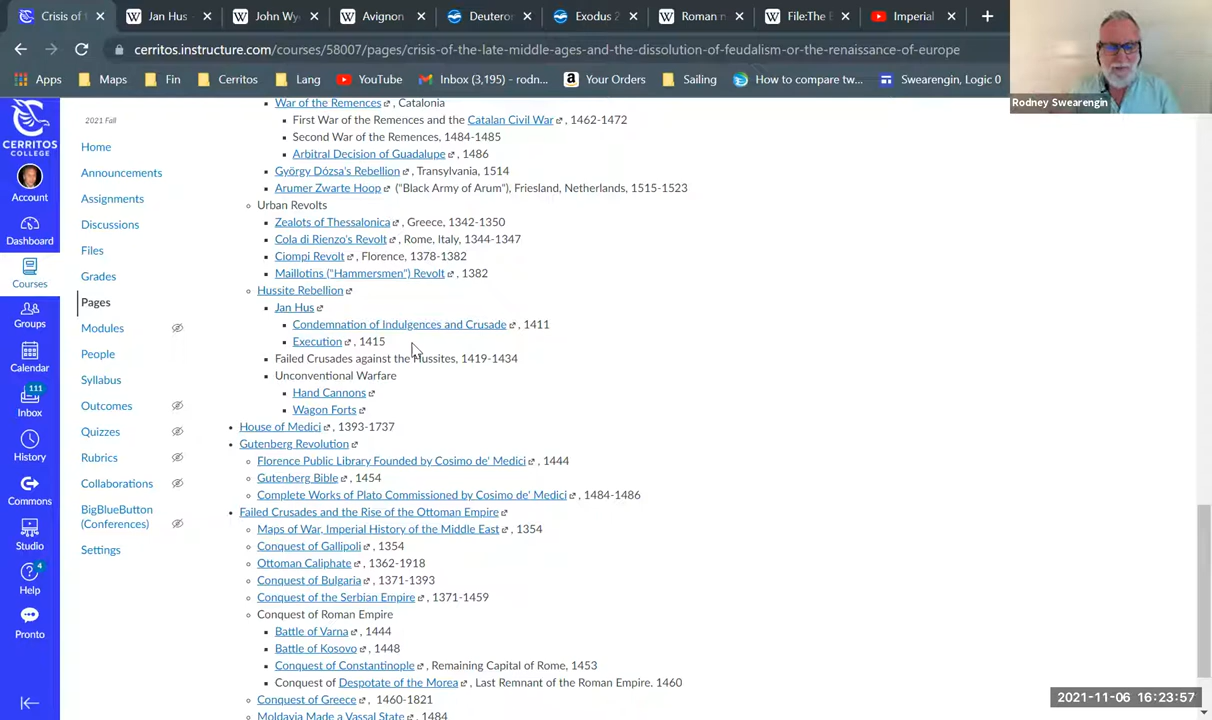 Crisis of t
Jan Hus -
John Wyc
Avignon
Deuteron
Exodus 2
Roman n
File:The E
Imperial
cerritos.instructure.com/courses/58007/pages/crisis-of-the-late-middle-ages-and-the-dissolution-of-feudalism-or-the-renaissance-of-europe
Apps
Maps
Fin
Cerritos
Lang
YouTube
Inbox (3,195) - rodn...
Your Orders
Sailing
How to compare tw...
Swearengin, Logic 0
Rodney Swearengin
CERRITOS
COLLEGE
Account
Dashboard
Courses
Groups
Calendar
111
Inbox
History
Commons
Studio
4
Help
Pronto
2021 Fall
Home
Announcements
Assignments
Discussions
Files
Grades
Pages
Modules
People
Syllabus
Outcomes
Quizzes
Rubrics
Collaborations
BigBlueButton
(Conferences)
Settings
War of the Remences , Catalonia
First War of the Remences and the Catalan Civil War , 1462-1472
Second War of the Remences, 1484-1485
Arbitral Decision of Guadalupe , 1486
György Dózsa's Rebellion , Transylvania, 1514
Arumer Zwarte Hoop ("Black Army of Arum"), Friesland, Netherlands, 1515-1523
Urban Revolts
Zealots of Thessalonica , Greece, 1342-1350
Cola di Rienzo's Revolt , Rome, Italy, 1344-1347
Ciompi Revolt , Florence, 1378-1382
Maillotins ("Hammersmen") Revolt , 1382
Hussite Rebellion
Jan Hus
Condemnation of Indulgences and Crusade , 1411
Execution , 1415
Failed Crusades against the Hussites, 1419-1434
Unconventional Warfare
Hand Cannons
Wagon Forts
House of Medici , 1393-1737
Gutenberg Revolution
Florence Public Library Founded by Cosimo de' Medici , 1444
Gutenberg Bible , 1454
Complete Works of Plato Commissioned by Cosimo de' Medici , 1484-1486
Failed Crusades and the Rise of the Ottoman Empire
Maps of War, Imperial History of the Middle East , 1354
Conquest of Gallipoli , 1354
Ottoman Caliphate , 1362-1918
Conquest of Bulgaria , 1371-1393
Conquest of the Serbian Empire , 1371-1459
Conquest of Roman Empire
Battle of Varna , 1444
Battle of Kosovo , 1448
Conquest of Constantinople , Remaining Capital of Rome, 1453
Conquest of Despotate of the Morea , Last Remnant of the Roman Empire. 1460
Conquest of Greece , 1460-1821
Moldavia Made a Vassal State , 1484
2021-11-06 16:23:57